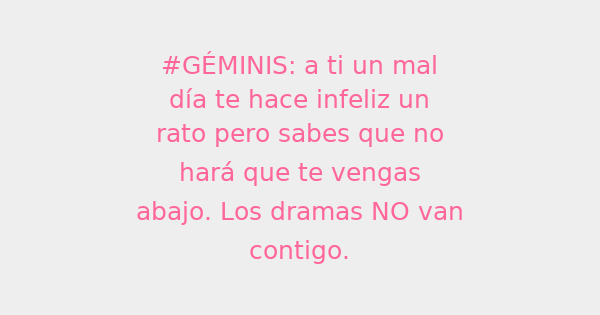 #GÉMINIS: a ti un mal
día te hace infeliz un
rato pero sabes que no
hará que te vengas
abajo. Los dramas NO van
contigo.